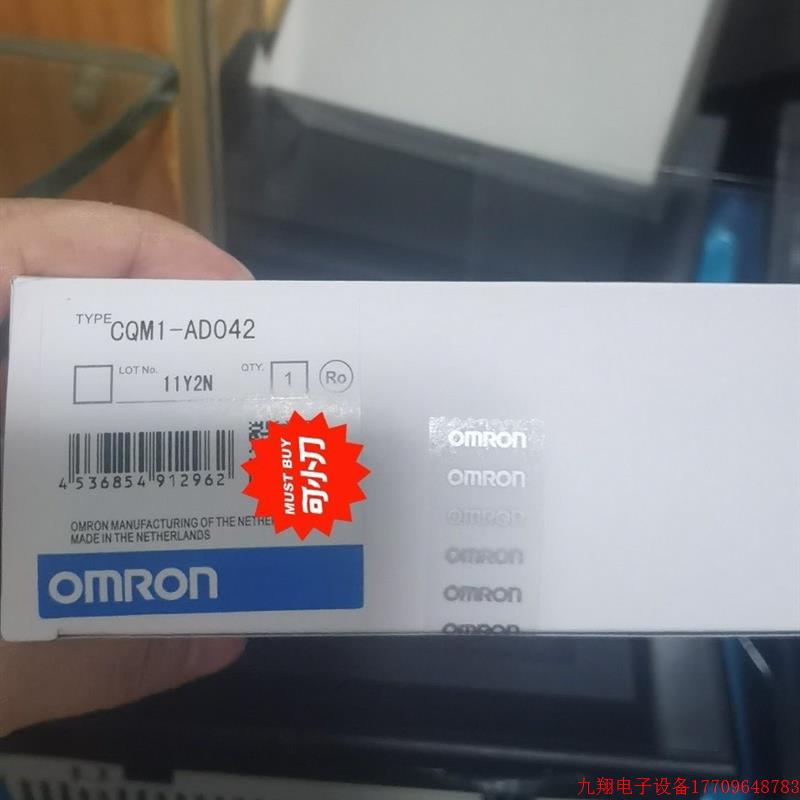 TYPE CQM1-AD042
LOT No. 11Y2N QTY. 1 Ro
4 536854 912962
MUST BUY
可小刀
OMRON MANUFACTURING OF THE
MADE IN THE NETHERLANDS
OMRON
OMRON
OMRON
OMRON
OMRON
OMRON
OMRON
九翔电子设备17709648783